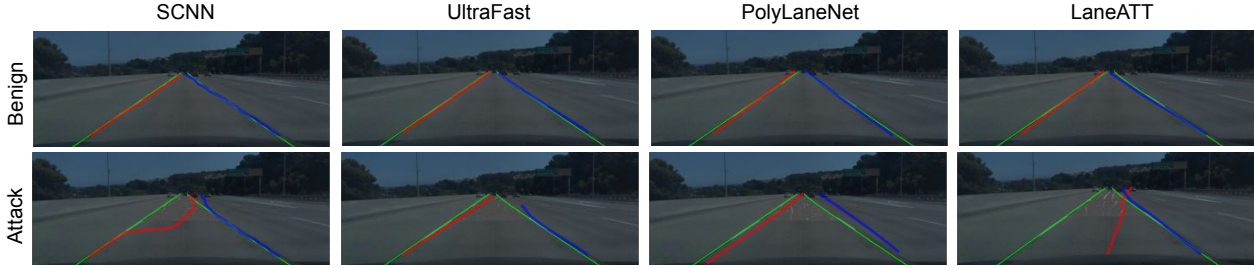 SCNN
UltraFast
PolyLaneNet
LaneATT
Benign
Attack